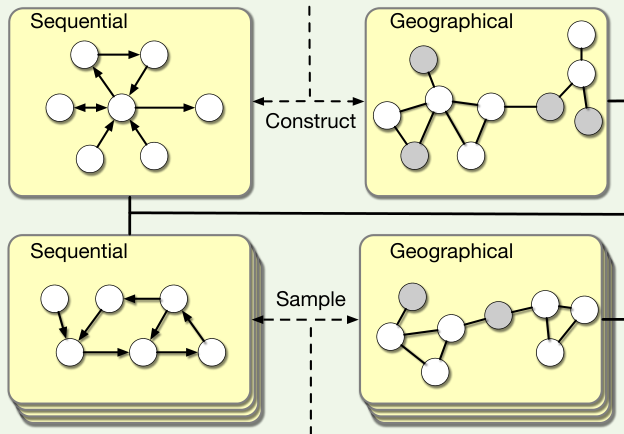 Sequential
Geographical
Construct
Sequential
Geographical
Sample